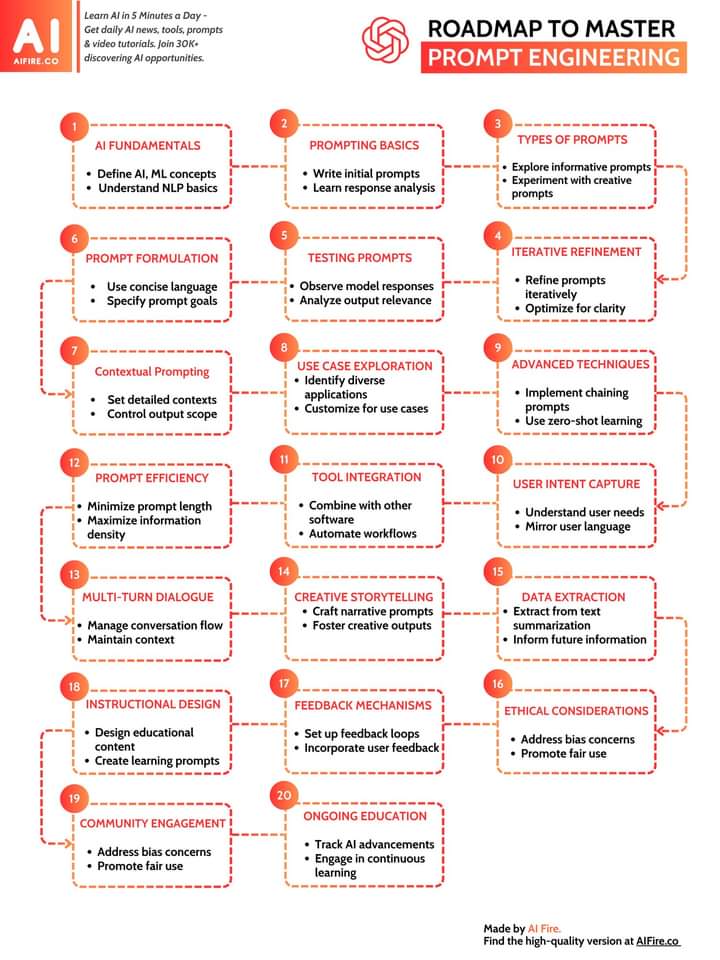 AI
AIFIRE.CO
Learn AI in 5 Minutes a Day -
Get daily AI news, tools, prompts
& video tutorials. Join 30K+
discovering AI opportunities.
ROADMAP TO MASTER
PROMPT ENGINEERING
1
AI FUNDAMENTALS
• Define AI, ML concepts
• Understand NLP basics
2
PROMPTING BASICS
• Write initial prompts
• Learn response analysis
3
TYPES OF PROMPTS
• Explore informative prompts
• Experiment with creative
prompts
4
ITERATIVE REFINEMENT
• Refine prompts
iteratively
• Optimize for clarity
5
TESTING PROMPTS
• Observe model responses
• Analyze output relevance
6
PROMPT FORMULATION
• Use concise language
• Specify prompt goals
7
Contextual Prompting
• Set detailed contexts
• Control output scope
8
USE CASE EXPLORATION
• Identify diverse
applications
• Customize for use cases
9
ADVANCED TECHNIQUES
• Implement chaining
prompts
• Use zero-shot learning
10
USER INTENT CAPTURE
• Understand user needs
• Mirror user language
11
TOOL INTEGRATION
• Combine with other
software
• Automate workflows
12
PROMPT EFFICIENCY
• Minimize prompt length
• Maximize information
density
13
MULTI-TURN DIALOGUE
• Manage conversation flow
• Maintain context
14
CREATIVE STORYTELLING
• Craft narrative prompts
• Foster creative outputs
15
DATA EXTRACTION
• Extract from text
summarization
• Inform future information
16
ETHICAL CONSIDERATIONS
• Address bias concerns
• Promote fair use
17
FEEDBACK MECHANISMS
• Set up feedback loops
• Incorporate user feedback
18
INSTRUCTIONAL DESIGN
• Design educational
content
• Create learning prompts
19
COMMUNITY ENGAGEMENT
• Address bias concerns
• Promote fair use
20
ONGOING EDUCATION
• Track AI advancements
• Engage in continuous
learning
Made by AI Fire.
Find the high-quality version at AIFire.co